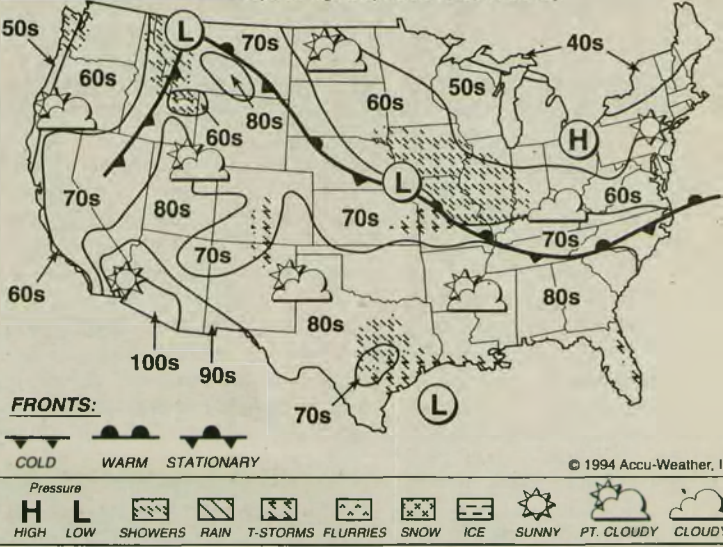 50s
L
70s
40s
60s
50s
80s
60s
60s
H
L
60s
70s
80s
70s
70s
70s
60s
80s
80s
100s
90s
70s
L
FRONTS:
COLD WARM STATIONARY
© 1994 Accu-Weather,
Pressure
H L
HIGH LOW SHOWERS RAIN T-STORMS FLURRIES SNOW ICE SUNNY PT. CLOUDY CLOUDY